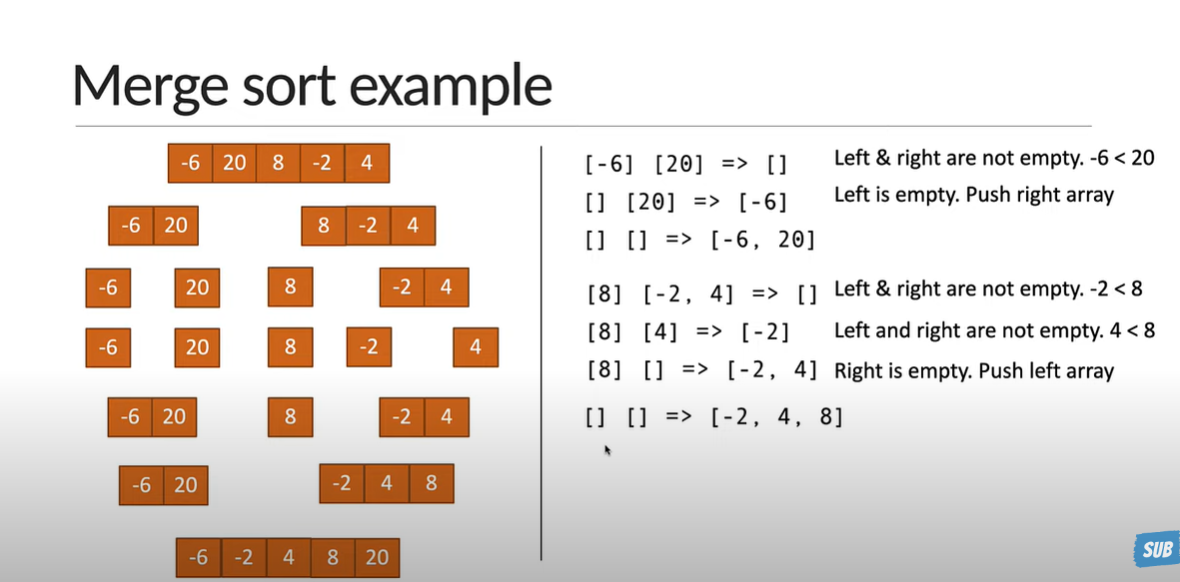 Merge sort example
-6 20 8 -2 4
-6 20 8 -2 4
-6 20 8 -2 4
-6 20 8 -2 4
-6 20 8 -2 4
-6 20 -2 4 8
-6 -2 4 8 20
[-6] [20] => [] Left & right are not empty. -6 < 20
[] [20] => [-6] Left is empty. Push right array
[] [] => [-6, 20]
[8] [-2, 4] => [] Left & right are not empty. -2 < 8
[8] [4] => [-2] Left and right are not empty. 4 < 8
[8] [] => [-2, 4] Right is empty. Push left array
[] [] => [-2, 4, 8]
SUB